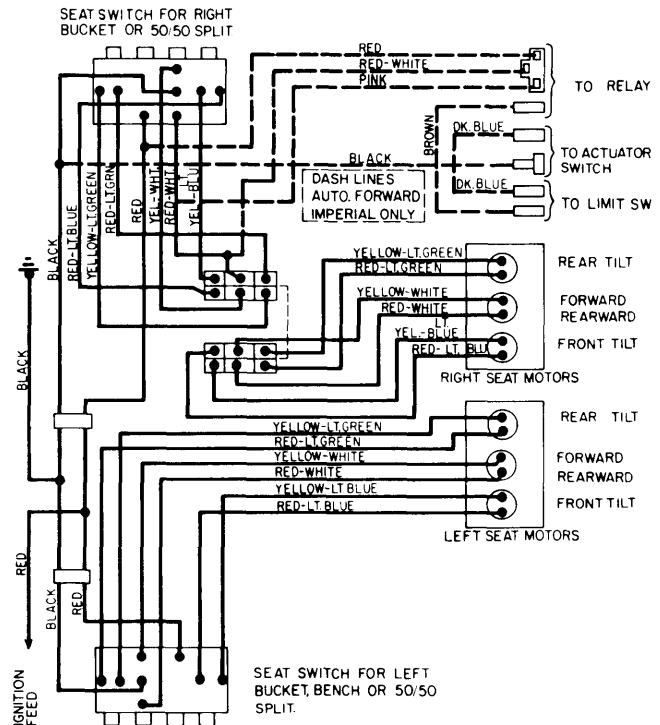 SEAT SWITCH FOR RIGHT
BUCKET OR 50/50 SPLIT
RED
RED-WHITE
PINK
TO RELAY
BROWN
DK. BLUE
BLACK
TO ACTUATOR
SWITCH
DASH LINES
AUTO. FORWARD
IMPERIAL ONLY
DK. BLUE
TO LIMIT SW
BLACK
RED-LT.BLUE
YELLOW-LT.GREEN
RED-LT.GRN
RED
YEL.-WHT.
RED-WHT.
LT.
YEL.-BLU
YELLOW-LT.GREEN
RED-LT.GREEN
YELLOW-WHITE
RED-WHITE
LT.
YEL.-BLUE
RED-LT. BLU
REAR TILT
FORWARD
REARWARD
FRONT TILT
RIGHT SEAT MOTORS
BLACK
YELLOW-LT.GREEN
RED-LT.GREEN
YELLOW-WHITE
RED-WHITE
YELLOW-LT.BLUE
RED-LT.BLUE
REAR TILT
FORWARD
REARWARD
FRONT TILT
LEFT SEAT MOTORS
RED
BLACK
RED
IGNITION
FEED
SEAT SWITCH FOR LEFT
BUCKET, BENCH OR 50/50
SPLIT.